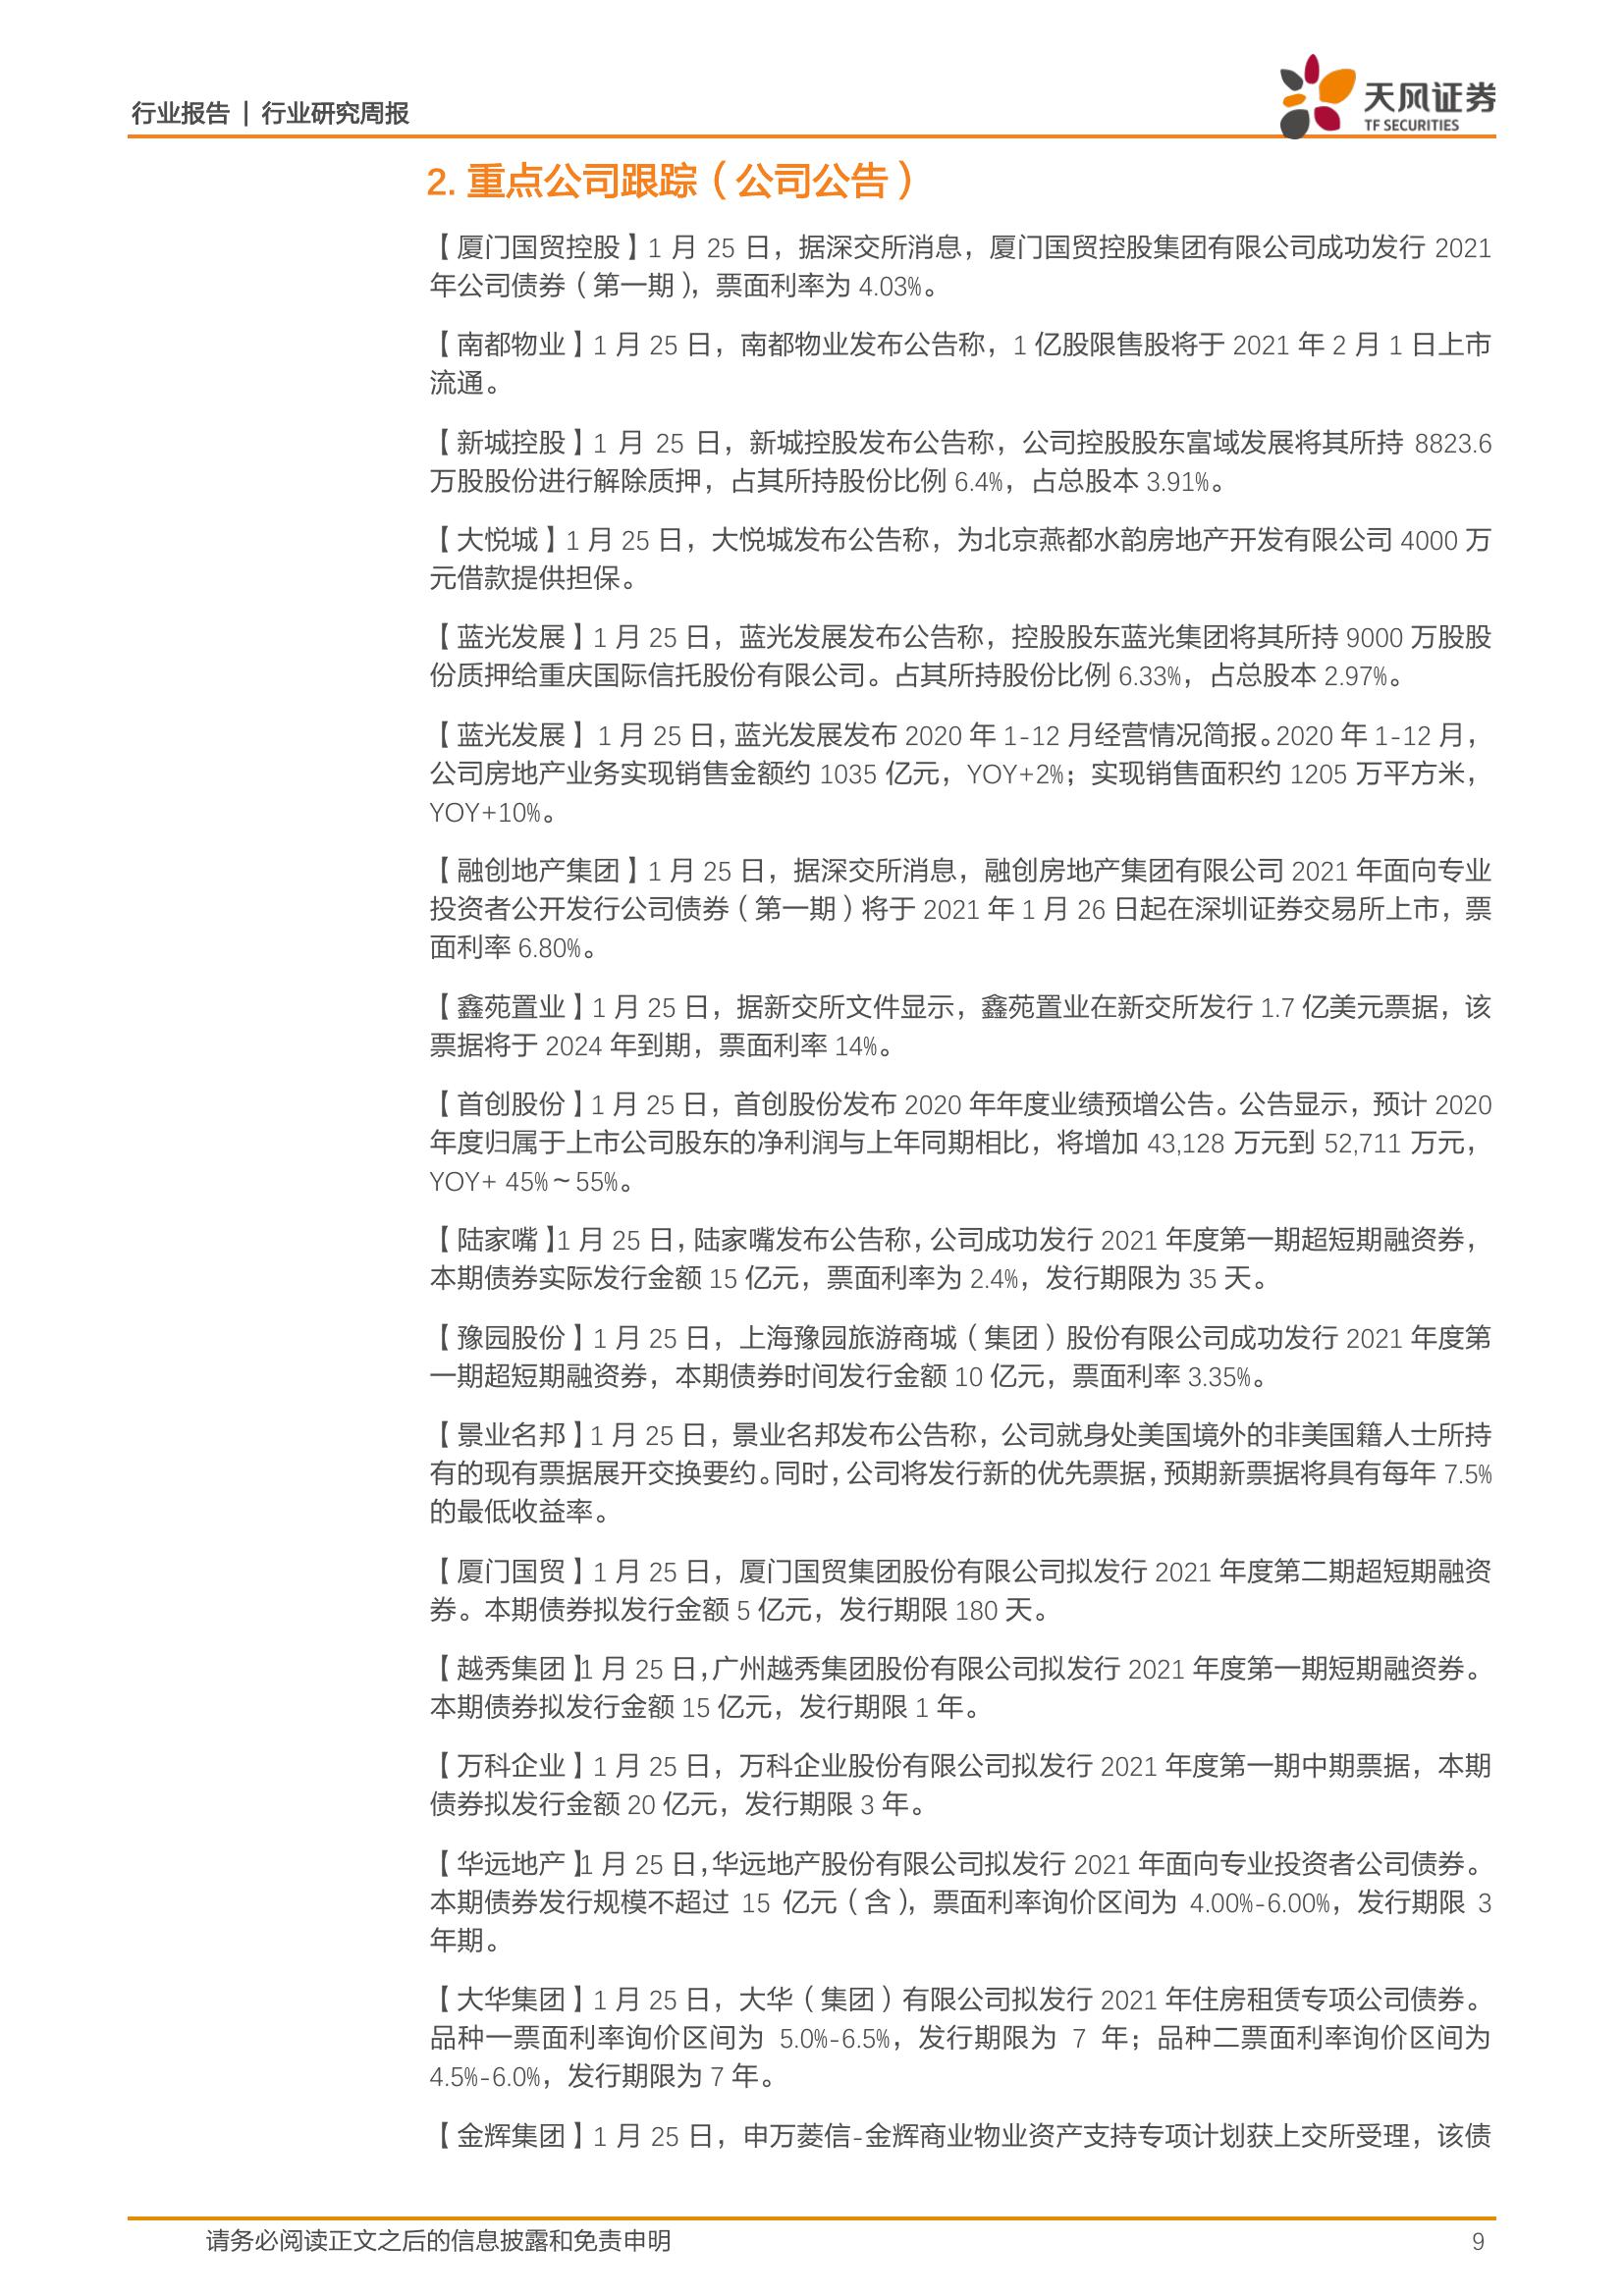 行业报告 | 行业研究周报
天风证券
TF SECURITIES
2. 重点公司跟踪（公司公告）
【厦门国贸控股】1 月 25 日，据深交所消息，厦门国贸控股集团有限公司成功发行 2021
年公司债券（第一期），票面利率为 4.03%。
【南都物业】1 月 25 日，南都物业发布公告称，1 亿股限售股将于 2021 年 2 月 1 日上市
流通。
【新城控股】1 月 25 日，新城控股发布公告称，公司控股股东富域发展将其所持 8823.6
万股股份进行解除质押，占其所持股份比例 6.4%，占总股本 3.91%。
【大悦城】1 月 25 日，大悦城发布公告称，为北京燕都水韵房地产开发有限公司 4000 万
元借款提供担保。
【蓝光发展】1 月 25 日，蓝光发展发布公告称，控股股东蓝光集团将其所持 9000 万股股
份质押给重庆国际信托股份有限公司。占其所持股份比例 6.33%，占总股本 2.97%。
【蓝光发展】1 月 25 日，蓝光发展发布 2020 年 1-12 月经营情况简报。2020 年 1-12 月，
公司房地产业务实现销售金额约 1035 亿元，YOY+2%；实现销售面积约 1205 万平方米，
YOY+10%。
【融创地产集团】1 月 25 日，据深交所消息，融创房地产集团有限公司 2021 年面向专业
投资者公开发行公司债券（第一期）将于 2021 年 1 月 26 日起在深圳证券交易所上市，票
面利率 6.80%。
【鑫苑置业】1 月 25 日，据新交所文件显示，鑫苑置业在新交所发行 1.7 亿美元票据，该
票据将于 2024 年到期，票面利率 14%。
【首创股份】1 月 25 日，首创股份发布 2020 年年度业绩预增公告。公告显示，预计 2020
年度归属于上市公司股东的净利润与上年同期相比，将增加 43,128 万元到 52,711 万元，
YOY+ 45%~55%。
【陆家嘴】1 月 25 日，陆家嘴发布公告称，公司成功发行 2021 年度第一期超短期融资券，
本期债券实际发行金额 15 亿元，票面利率为 2.4%，发行期限为 35 天。
【豫园股份】1 月 25 日，上海豫园旅游商城（集团）股份有限公司成功发行 2021 年度第
一期超短期融资券，本期债券时间发行金额 10 亿元，票面利率 3.35%。
【景业名邦】1 月 25 日，景业名邦发布公告称，公司就身处美国境外的非美国籍人士所持
有的现有票据展开交换要约。同时，公司将发行新的优先票据，预期新票据将具有每年 7.5%
的最低收益率。
【厦门国贸】1 月 25 日，厦门国贸集团股份有限公司拟发行 2021 年度第二期超短期融资
券。本期债券拟发行金额 5 亿元，发行期限 180 天。
【越秀集团】1 月 25 日，广州越秀集团股份有限公司拟发行 2021 年度第一期短期融资券。
本期债券拟发行金额 15 亿元，发行期限 1 年。
【万科企业】1 月 25 日，万科企业股份有限公司拟发行 2021 年度第一期中期票据，本期
债券拟发行金额 20 亿元，发行期限 3 年。
【华远地产】1 月 25 日，华远地产股份有限公司拟发行 2021 年面向专业投资者公司债券。
本期债券发行规模不超过 15 亿元（含），票面利率询价区间为 4.00%-6.00%，发行期限 3
年期。
【大华集团】1 月 25 日，大华（集团）有限公司拟发行 2021 年住房租赁专项公司债券。
品种一票面利率询价区间为 5.0%-6.5%，发行期限为 7 年；品种二票面利率询价区间为
4.5%-6.0%，发行期限为 7 年。
【金辉集团】1 月 25 日，申万菱信-金辉商业物业资产支持专项计划获上交所受理，该债
请务必阅读正文之后的信息披露和免责申明
9